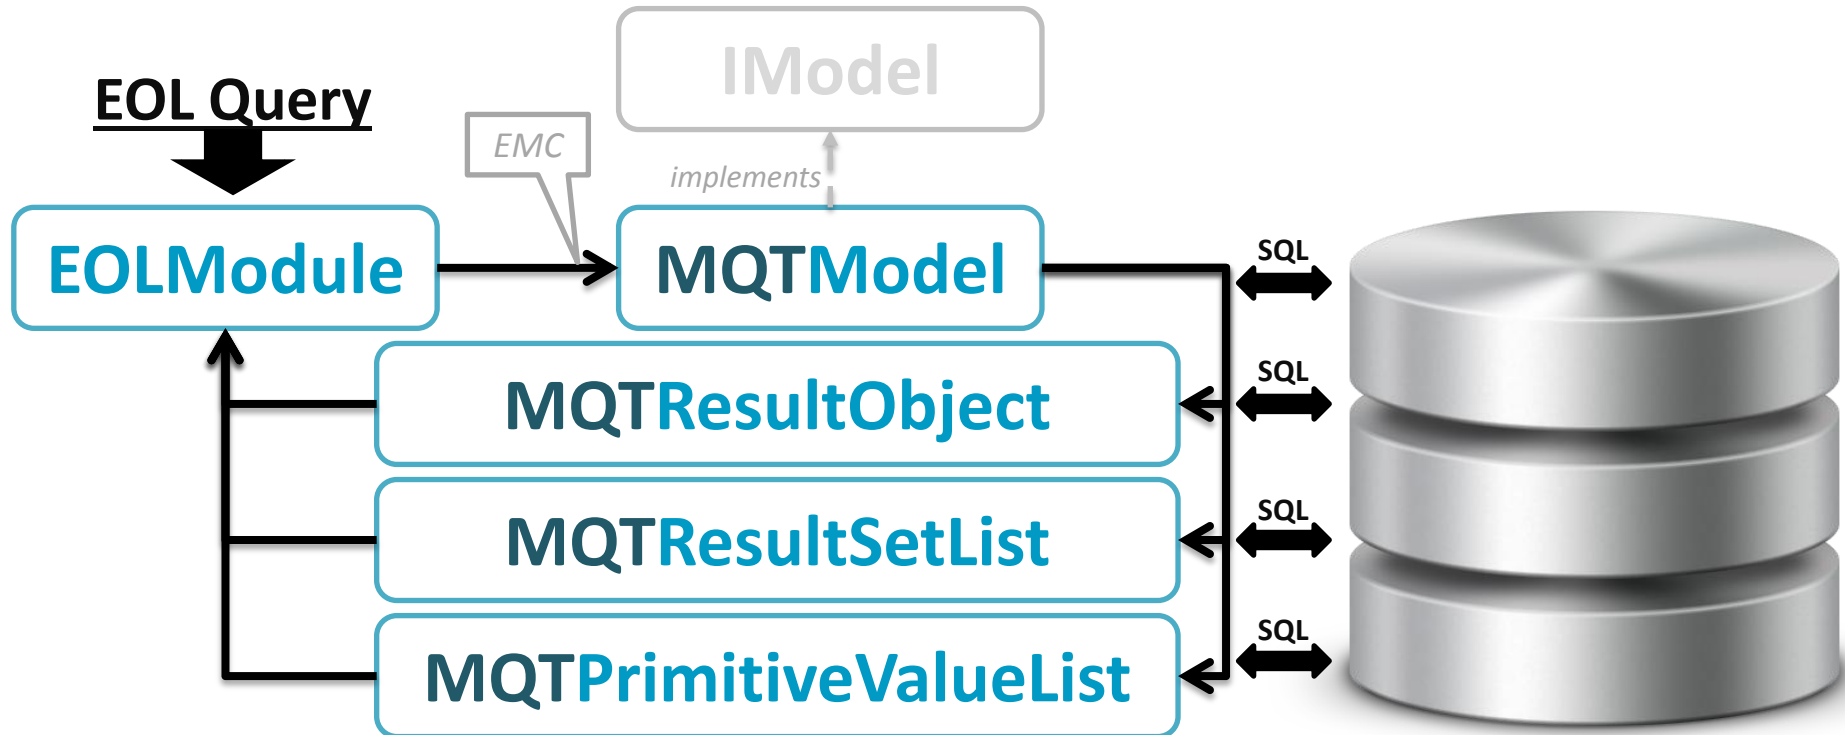 IModel
EOL Query
EMC
implements
EOLModule
MQTModel
SQL
MQTResultObject
SQL
MQTResultSetList
SQL
MQTPrimitiveValueList
SQL